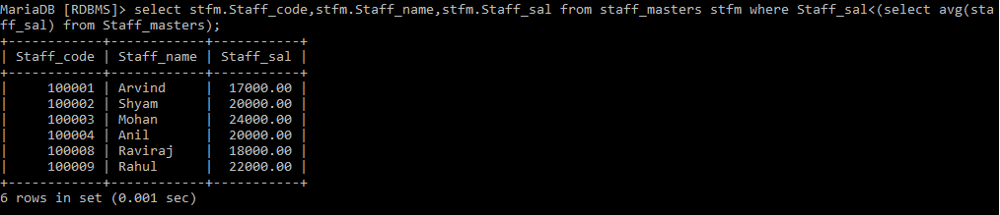 MariaDB [RDBMS]> select stfm.Staff_code,stfm.Staff_name,stfm.Staff_sal from staff_masters stfm where Staff_sal<(select avg(sta
ff_sal) from Staff_masters);
+------------+------------+-----------+
| Staff_code | Staff_name | Staff_sal |
+------------+------------+-----------+
|     100001 | Arvind     |  17000.00 |
|     100002 | Shyam      |  20000.00 |
|     100003 | Mohan      |  24000.00 |
|     100004 | Anil       |  20000.00 |
|     100008 | Raviraj    |  18000.00 |
|     100009 | Rahul      |  22000.00 |
+------------+------------+-----------+
6 rows in set (0.001 sec)